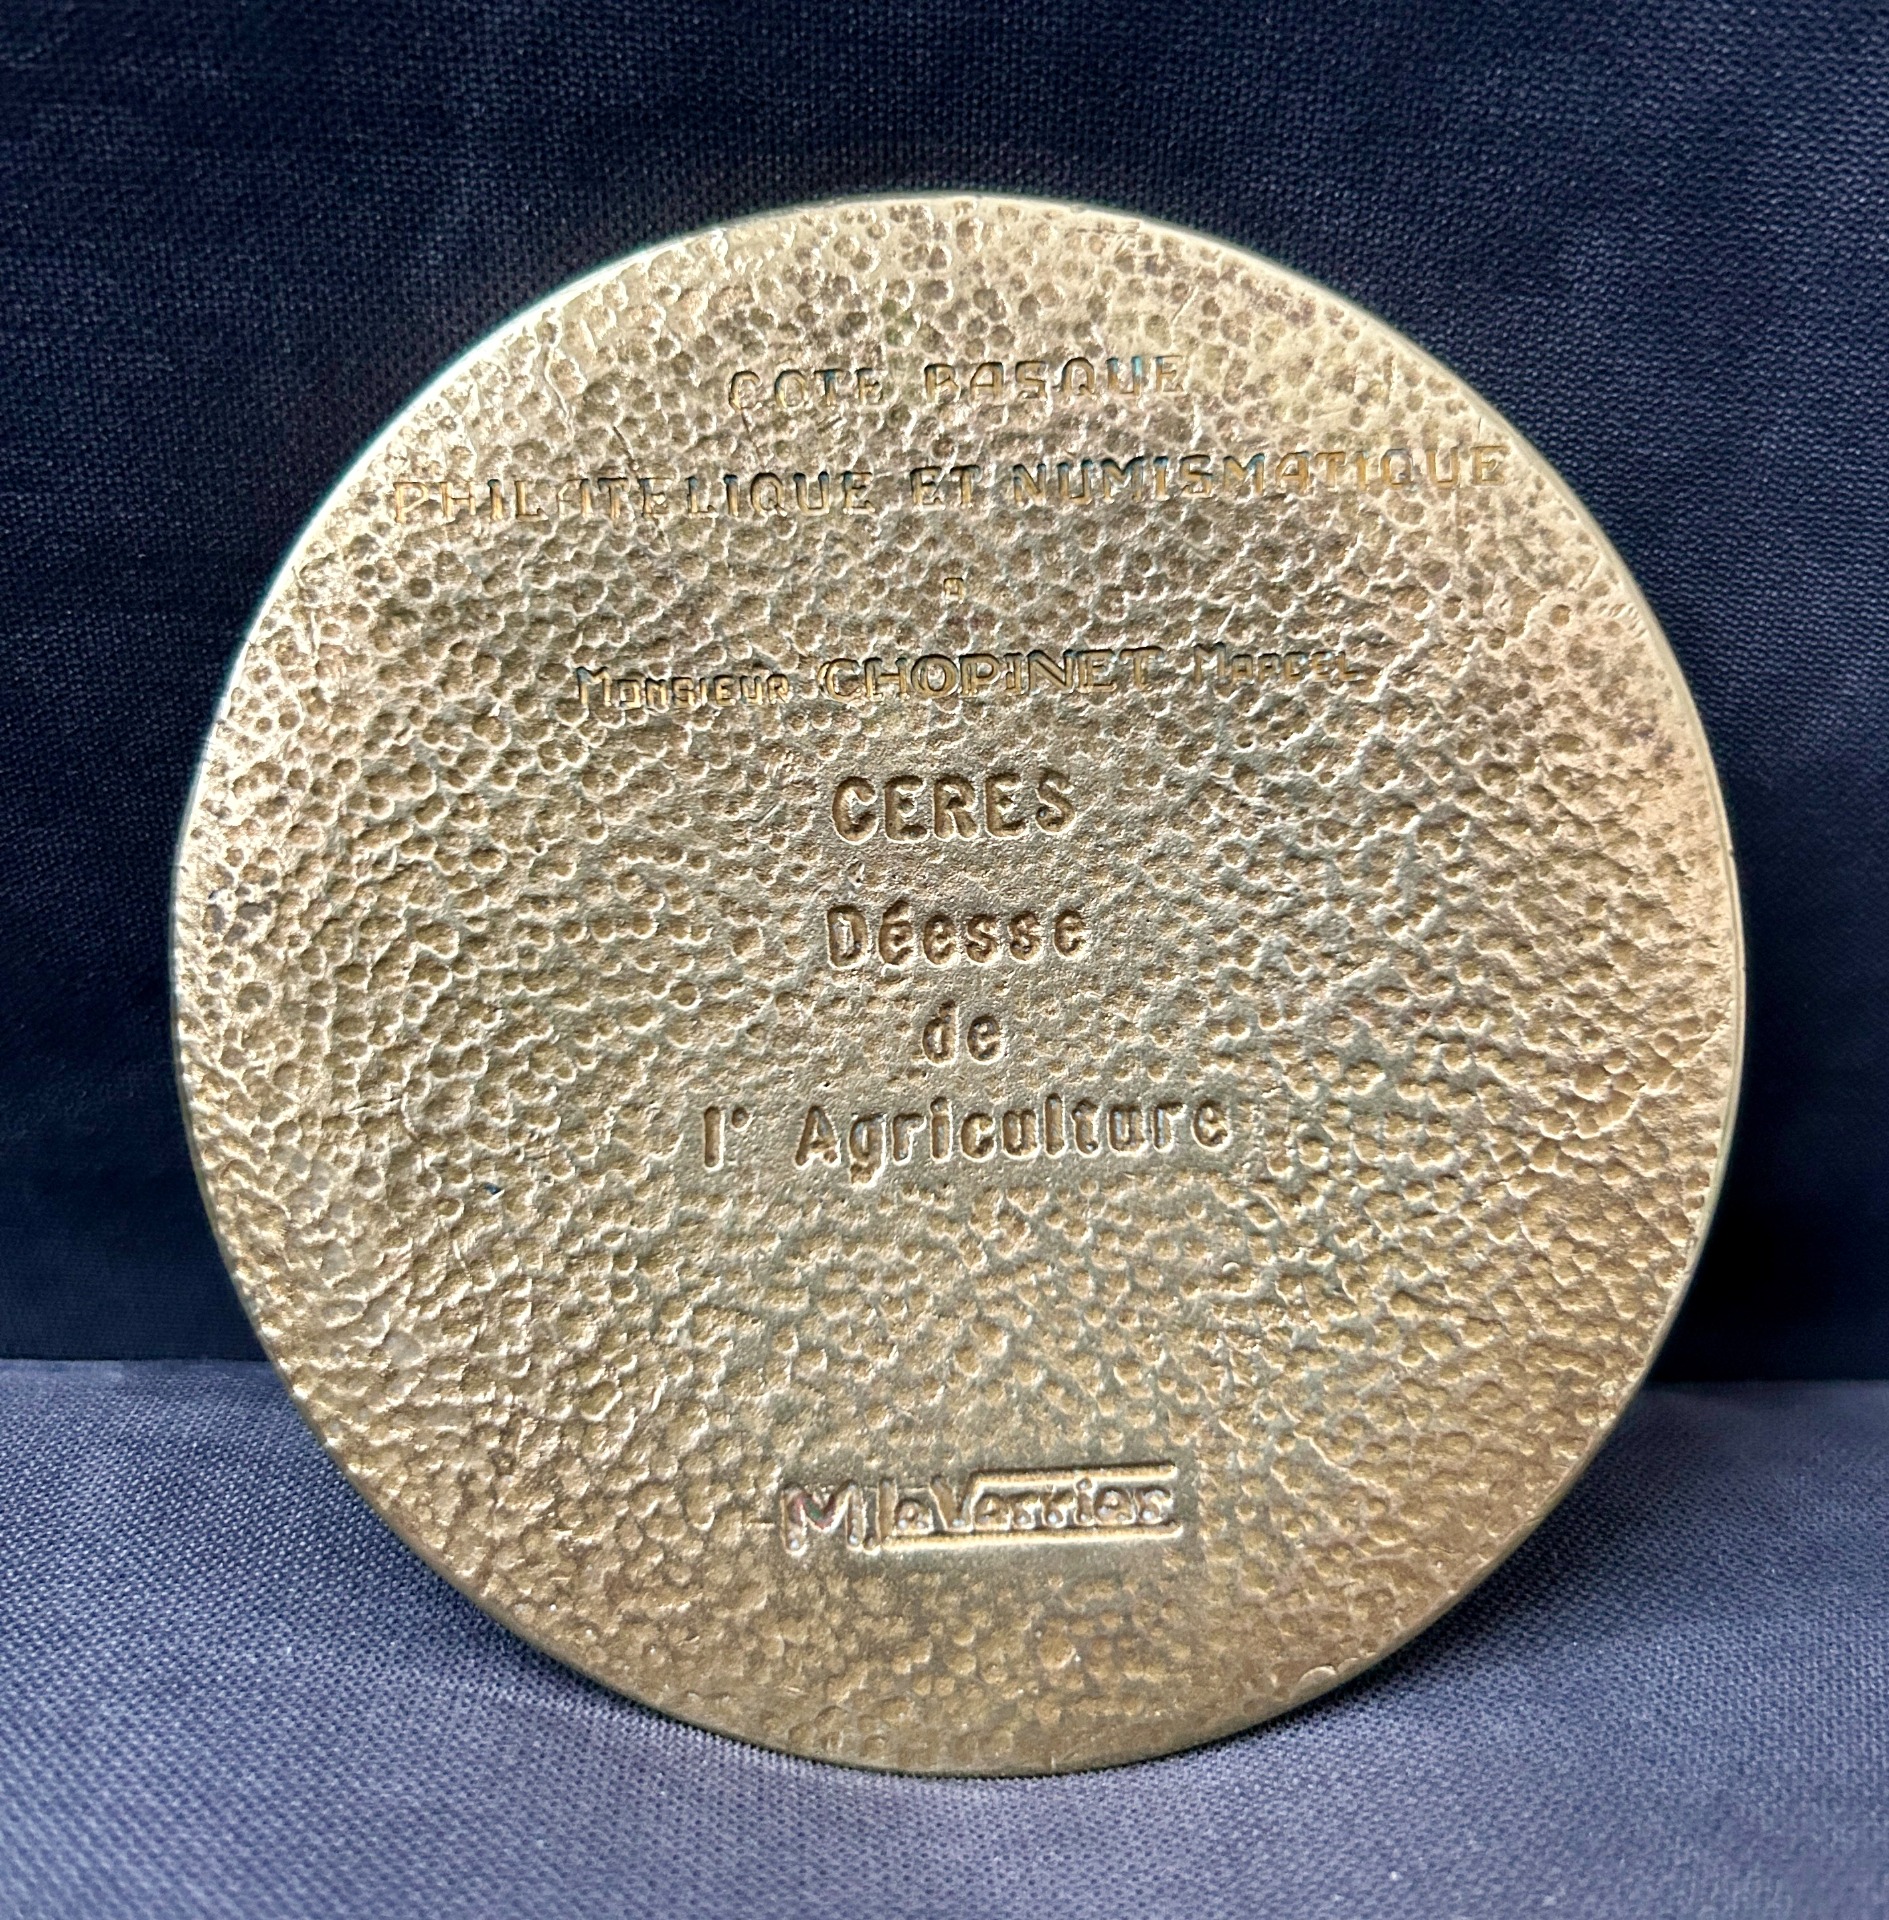 COTE BASQUE
PHILATELIQUE ET NUMISMATIQUE
a
Monsieur CHOPINET Marcel
CERES
Déesse
de
l' Agriculture
M. le Verrier